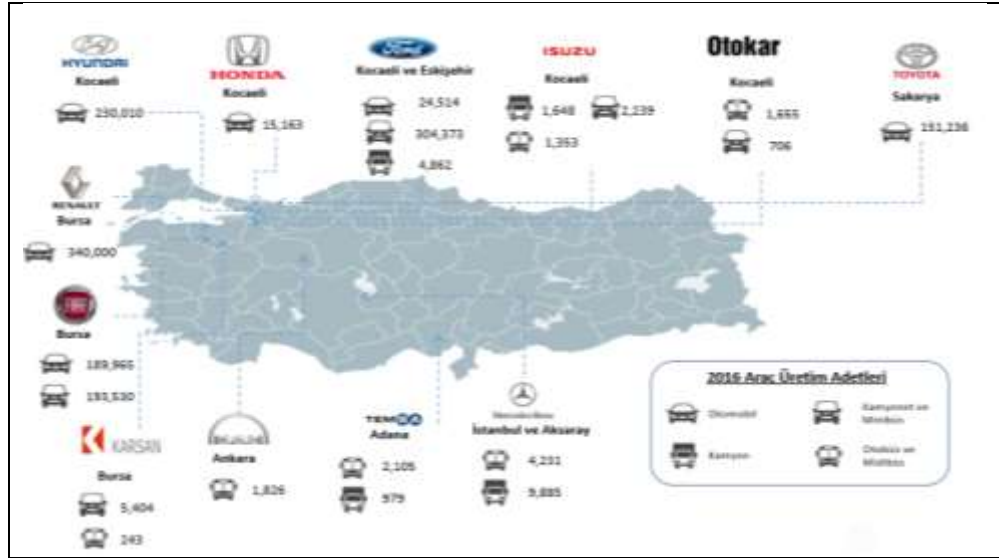 HYUNDAI
Kocaeli
230,010
HONDA
Kocaeli
15,163
Ford
Kocaeli ve Eskişehir
24,514
304,373
4,862
ISUZU
Kocaeli
1,648
2,239
1,353
Otokar
Kocaeli
1,655
706
TOYOTA
Sakarya
151,236
RENAULT
Bursa
340,000
FIAT
Bursa
189,965
193,530
KARSAN
Bursa
5,404
243
Ankara
1,826
TEMSA
Adana
2,105
979
Mercedes-Benz
İstanbul ve Aksaray
4,231
9,885
2016 Araç Üretim Adetleri
Otomobil
Kamyonet ve
Minibüs
Kamyon
Otobüs ve
Midibüs